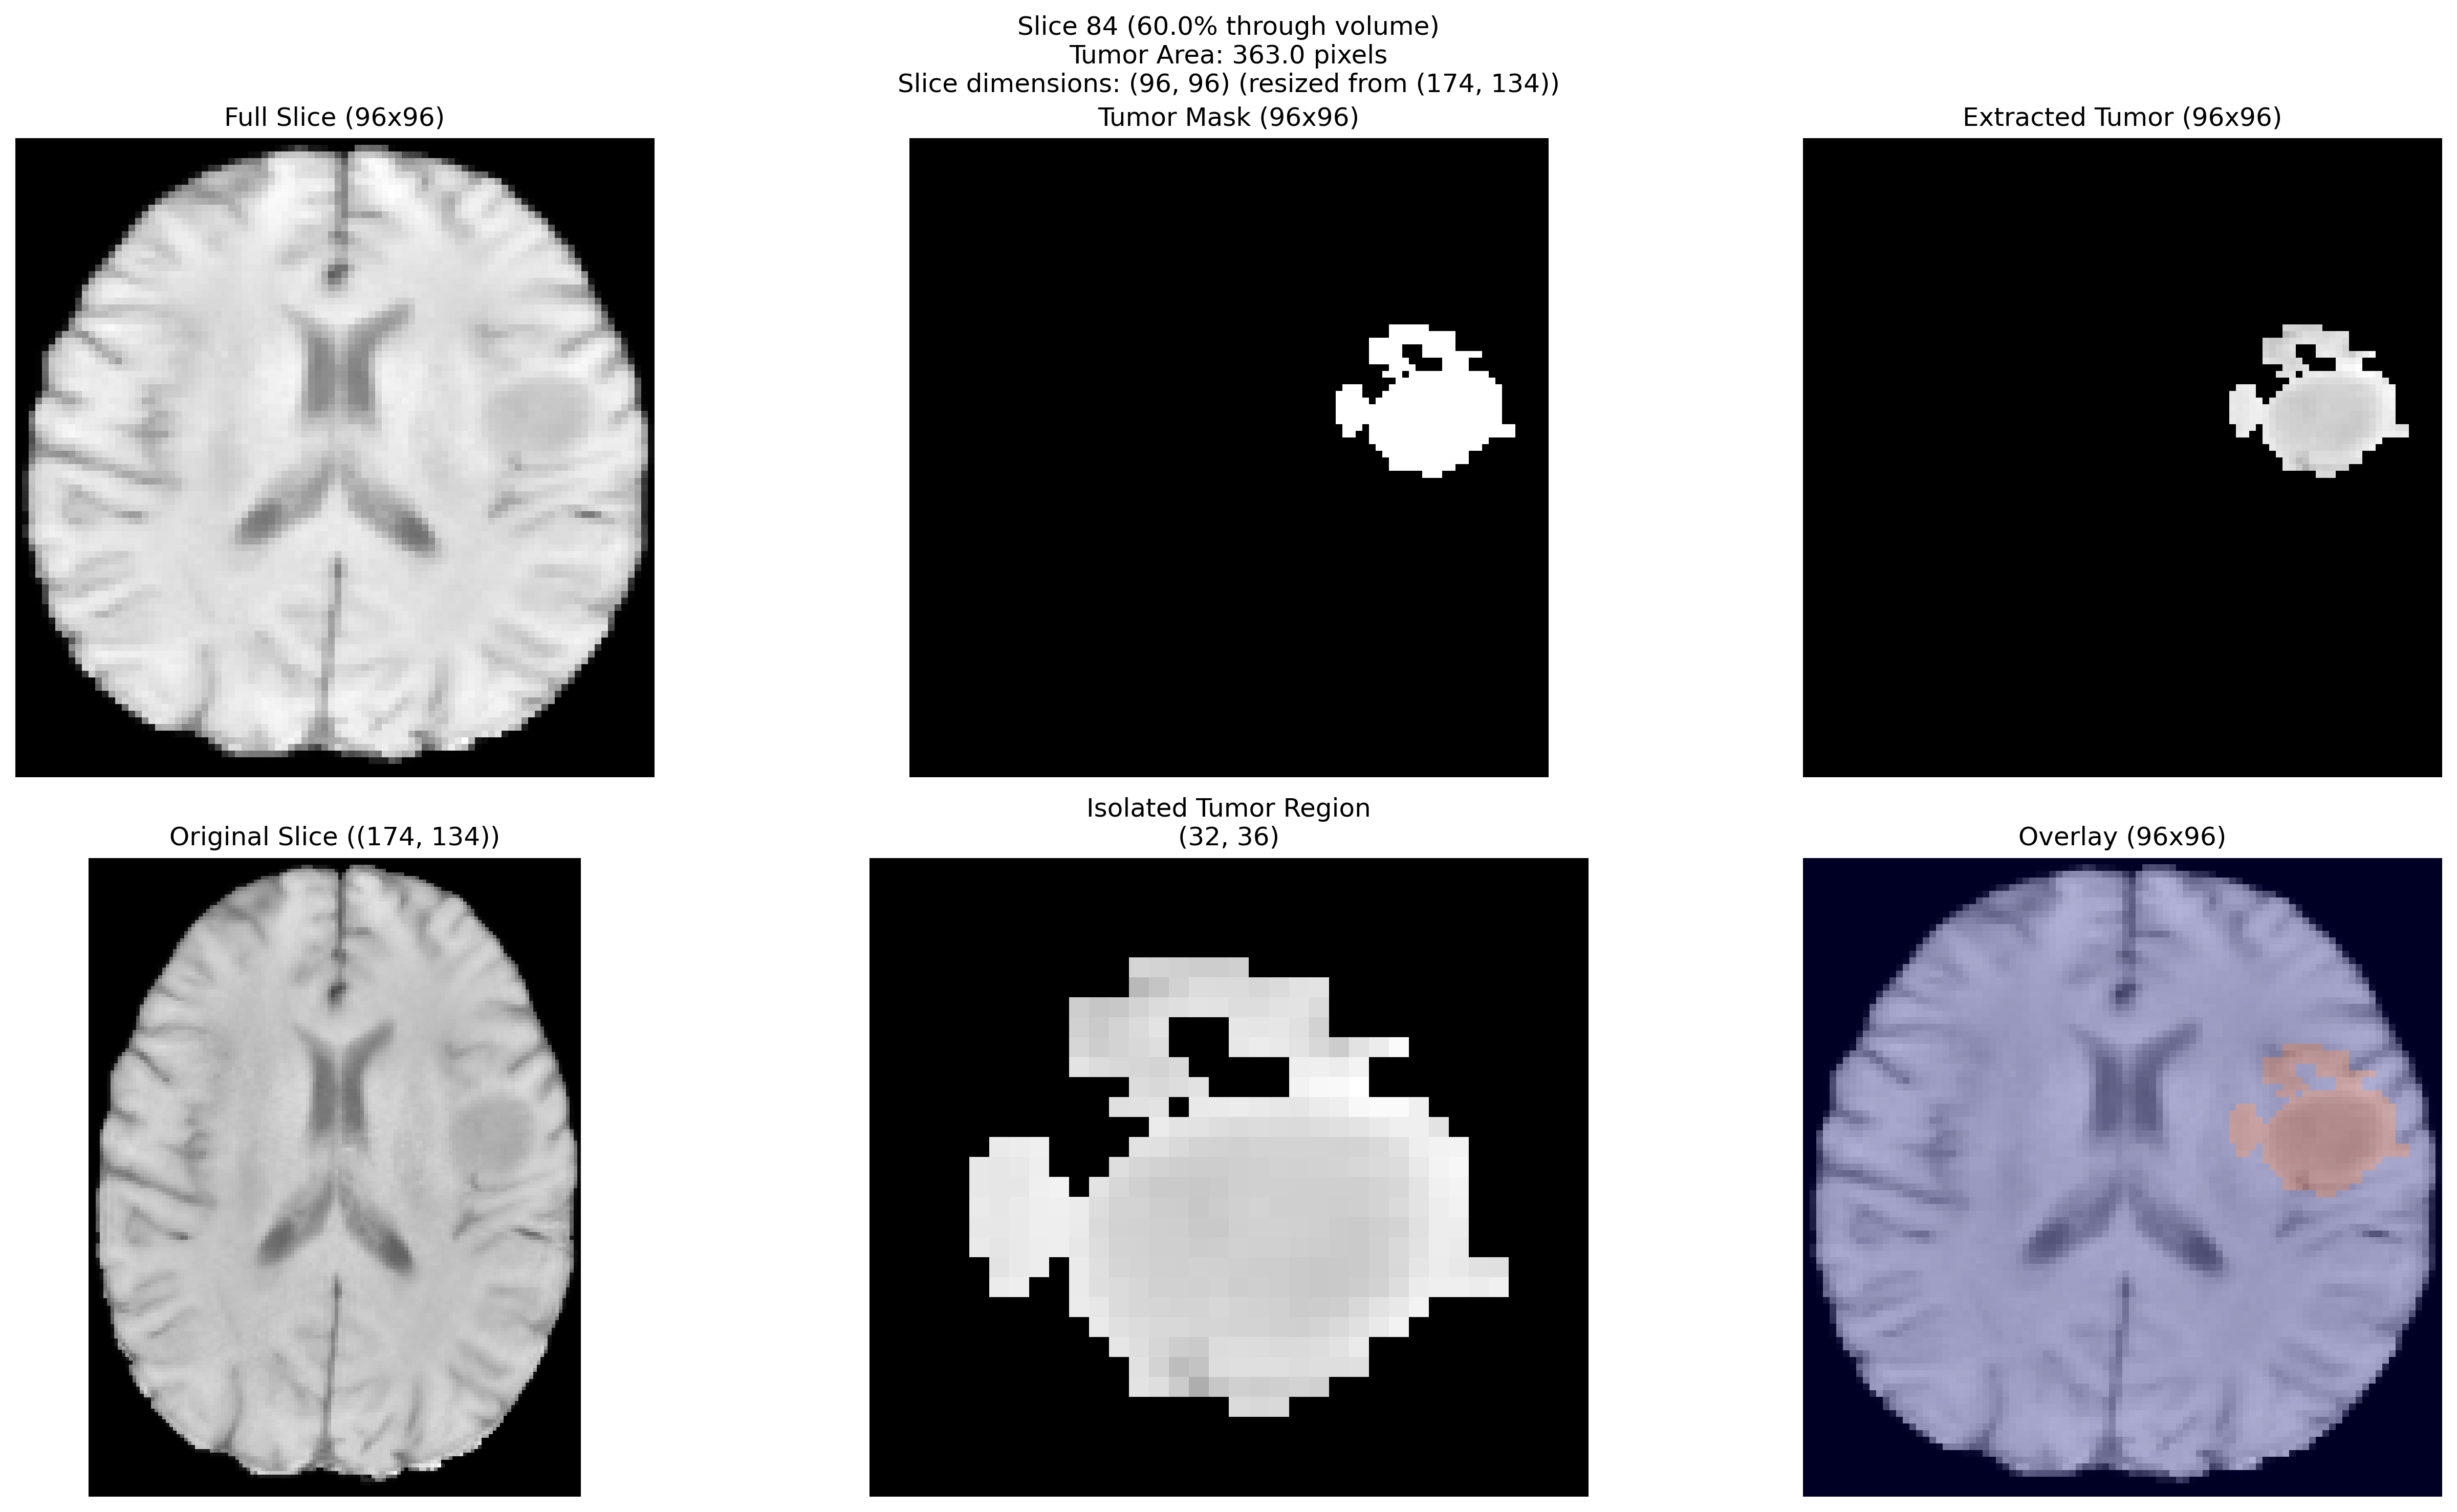 Slice 84 (60.0% through volume)
Tumor Area: 363.0 pixels
Slice dimensions: (96, 96) (resized from (174, 134))
Full Slice (96x96)
Tumor Mask (96x96)
Extracted Tumor (96x96)
Original Slice ((174, 134))
Isolated Tumor Region
(32, 36)
Overlay (96x96)